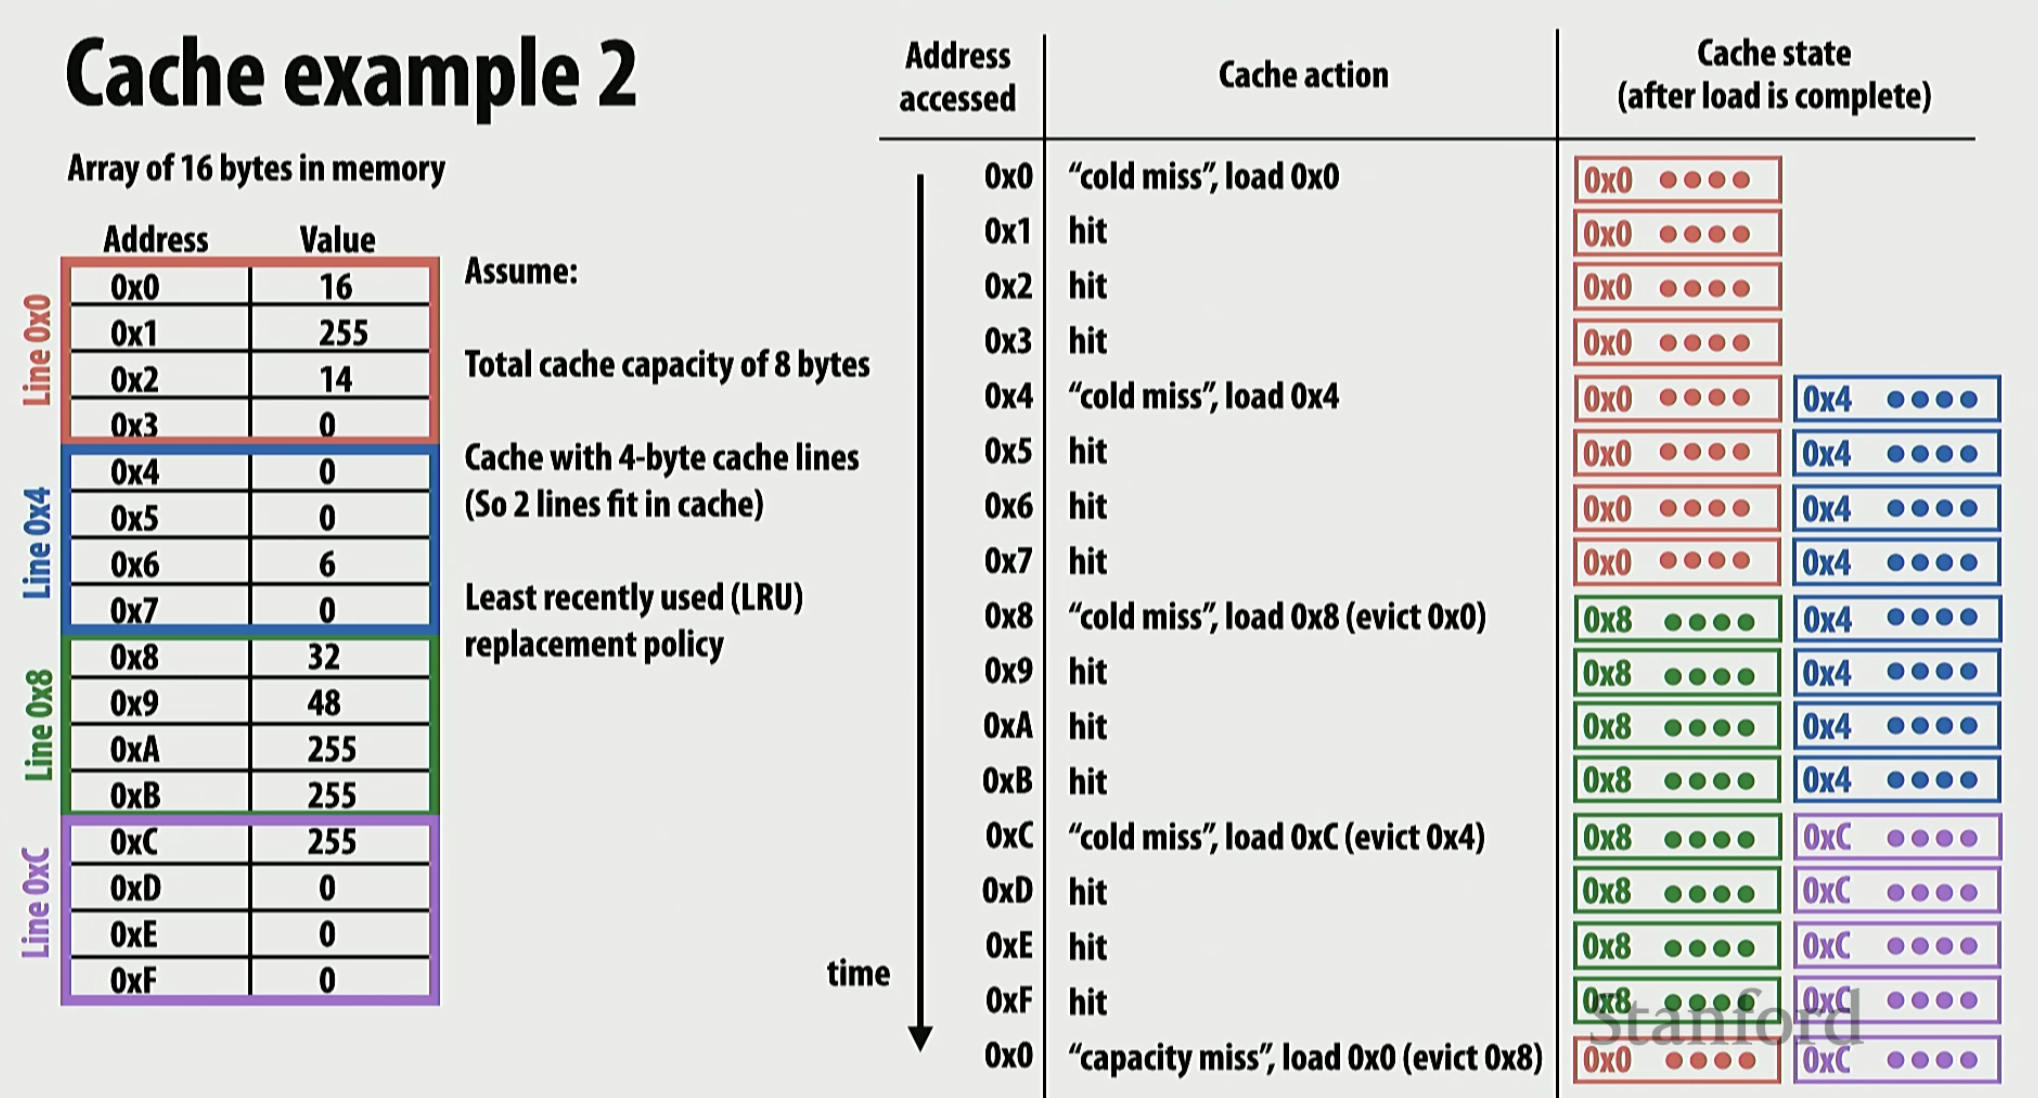 Cache example 2
Array of 16 bytes in memory
Address Value
Line 0x0
0x0 16
0x1 255
0x2 14
0x3 0
Line 0x4
0x4 0
0x5 0
0x6 6
0x7 0
Line 0x8
0x8 32
0x9 48
0xA 255
0xB 255
Line 0xC
0xC 255
0xD 0
0xE 0
0xF 0
Assume:
Total cache capacity of 8 bytes
Cache with 4-byte cache lines
(So 2 lines fit in cache)
Least recently used (LRU)
replacement policy
time
Address
accessed
Cache action
Cache state
(after load is complete)
0x0 “cold miss”, load 0x0 0x0
0x1 hit 0x0
0x2 hit 0x0
0x3 hit 0x0
0x4 “cold miss”, load 0x4 0x0 0x4
0x5 hit 0x0 0x4
0x6 hit 0x0 0x4
0x7 hit 0x0 0x4
0x8 “cold miss”, load 0x8 (evict 0x0) 0x8 0x4
0x9 hit 0x8 0x4
0xA hit 0x8 0x4
0xB hit 0x8 0x4
0xC “cold miss”, load 0xC (evict 0x4) 0x8 0xC
0xD hit 0x8 0xC
0xE hit 0x8 0xC
0xF hit 0x8 0xC
0x0 “capacity miss”, load 0x0 (evict 0x8) 0x0 0xC
Stanford